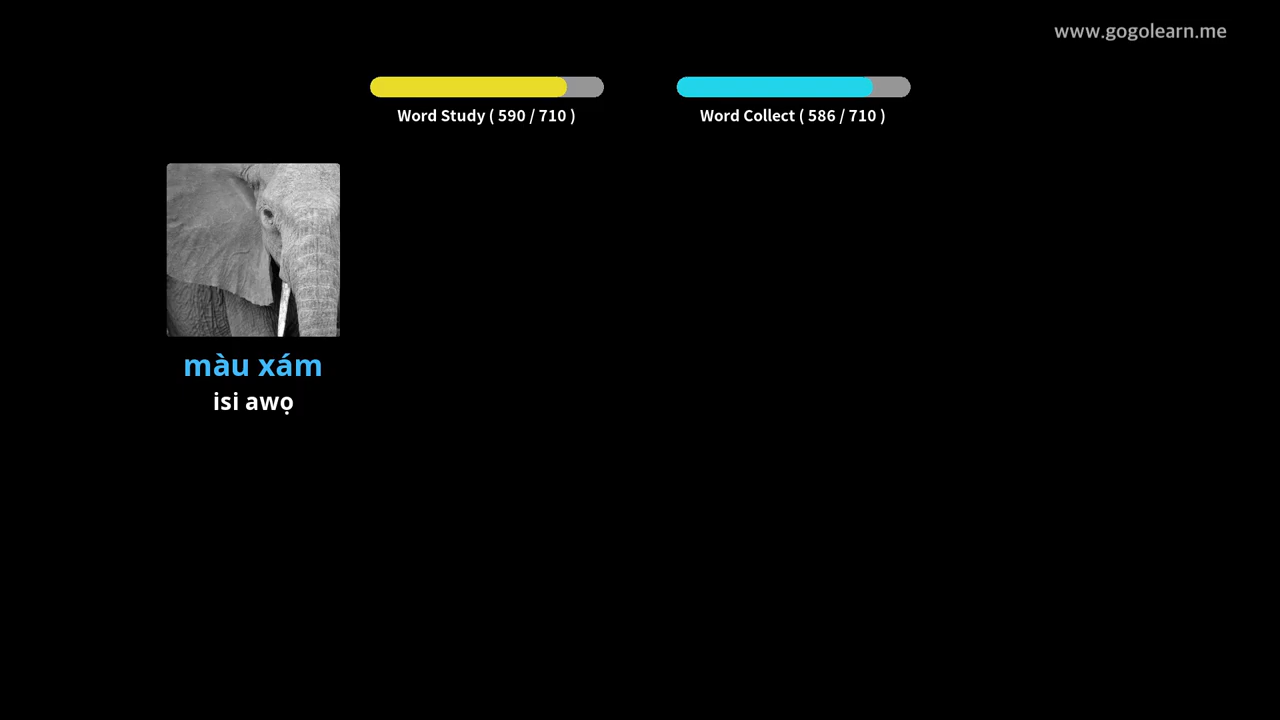 www.gogolearn.me
Word Study ( 590 / 710 )
Word Collect ( 586 / 710 )
màu xám
isi awọ